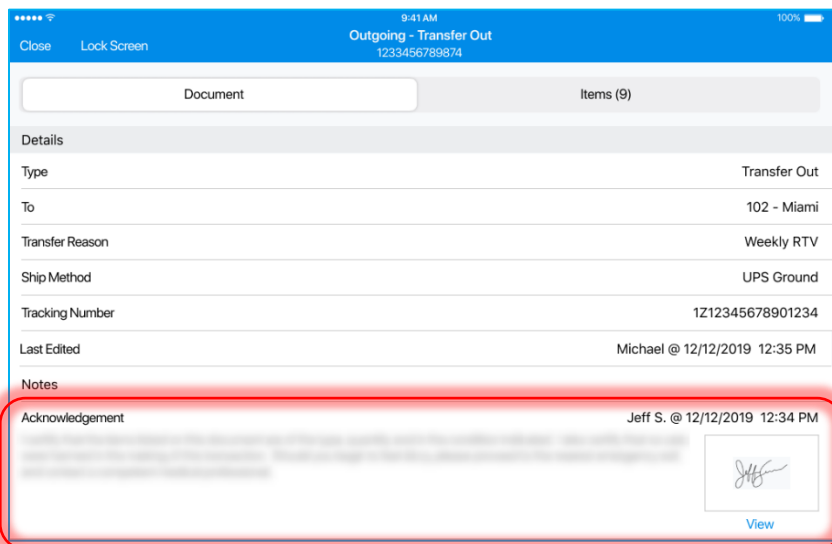 9:41 AM
100%
Close
Lock Screen
Outgoing - Transfer Out
1233456789874
Document
Items (9)
Details
Type
Transfer Out
To
102 - Miami
Transfer Reason
Weekly RTV
Ship Method
UPS Ground
Tracking Number
1Z12345678901234
Last Edited
Michael @ 12/12/2019 12:35 PM
Notes
Acknowledgement
Jeff S. @ 12/12/2019 12:34 PM
View